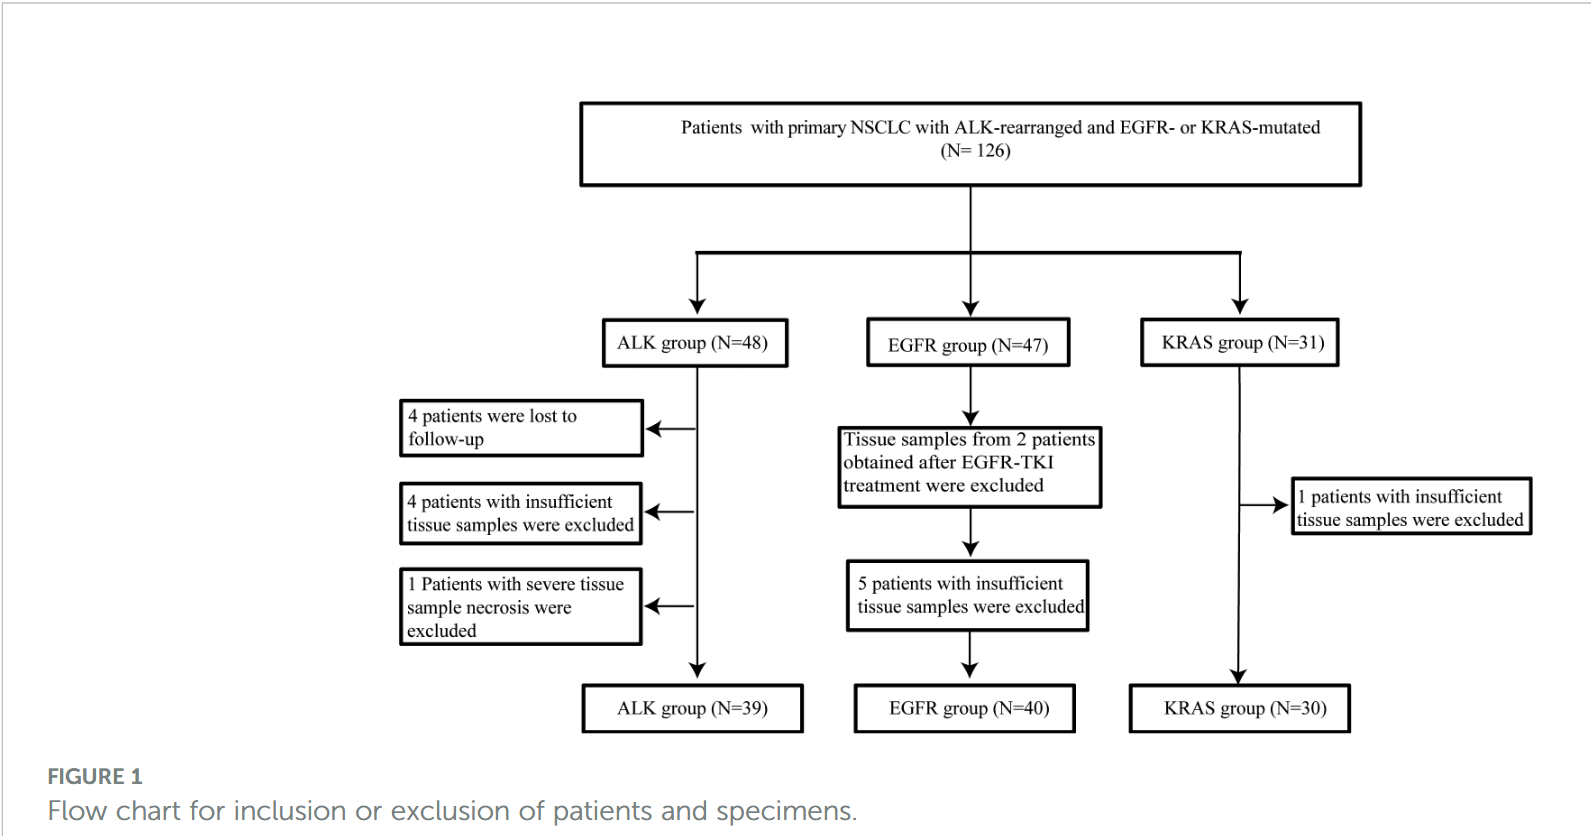 Patients with primary NSCLC with ALK-rearranged and EGFR- or KRAS-mutated
(N= 126)
ALK group (N=48)
EGFR group (N=47)
KRAS group (N=31)
4 patients were lost to
follow-up
4 patients with insufficient
tissue samples were excluded
1 Patients with severe tissue
sample necrosis were
excluded
Tissue samples from 2 patients
obtained after EGFR-TKI
treatment were excluded
5 patients with insufficient
tissue samples were excluded
1 patients with insufficient
tissue samples were excluded
ALK group (N=39)
EGFR group (N=40)
KRAS group (N=30)
FIGURE 1
Flow chart for inclusion or exclusion of patients and specimens.